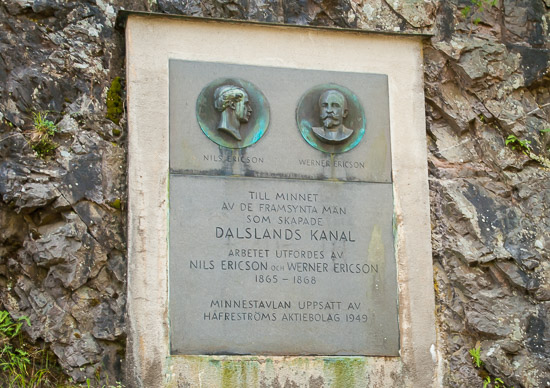 NILS ERICSON
WERNER ERICSON
TILL MINNET
AV DE FRAMSYNTA MÄN
SOM SKAPADE
DALSLANDS KANAL
ARBETET UTFÖRDES AV
NILS ERICSON OCH WERNER ERICSON
1865 – 1868
MINNESTAVLAN UPPSATT AV
HÅFRESTRÖMS AKTIEBOLAG 1949